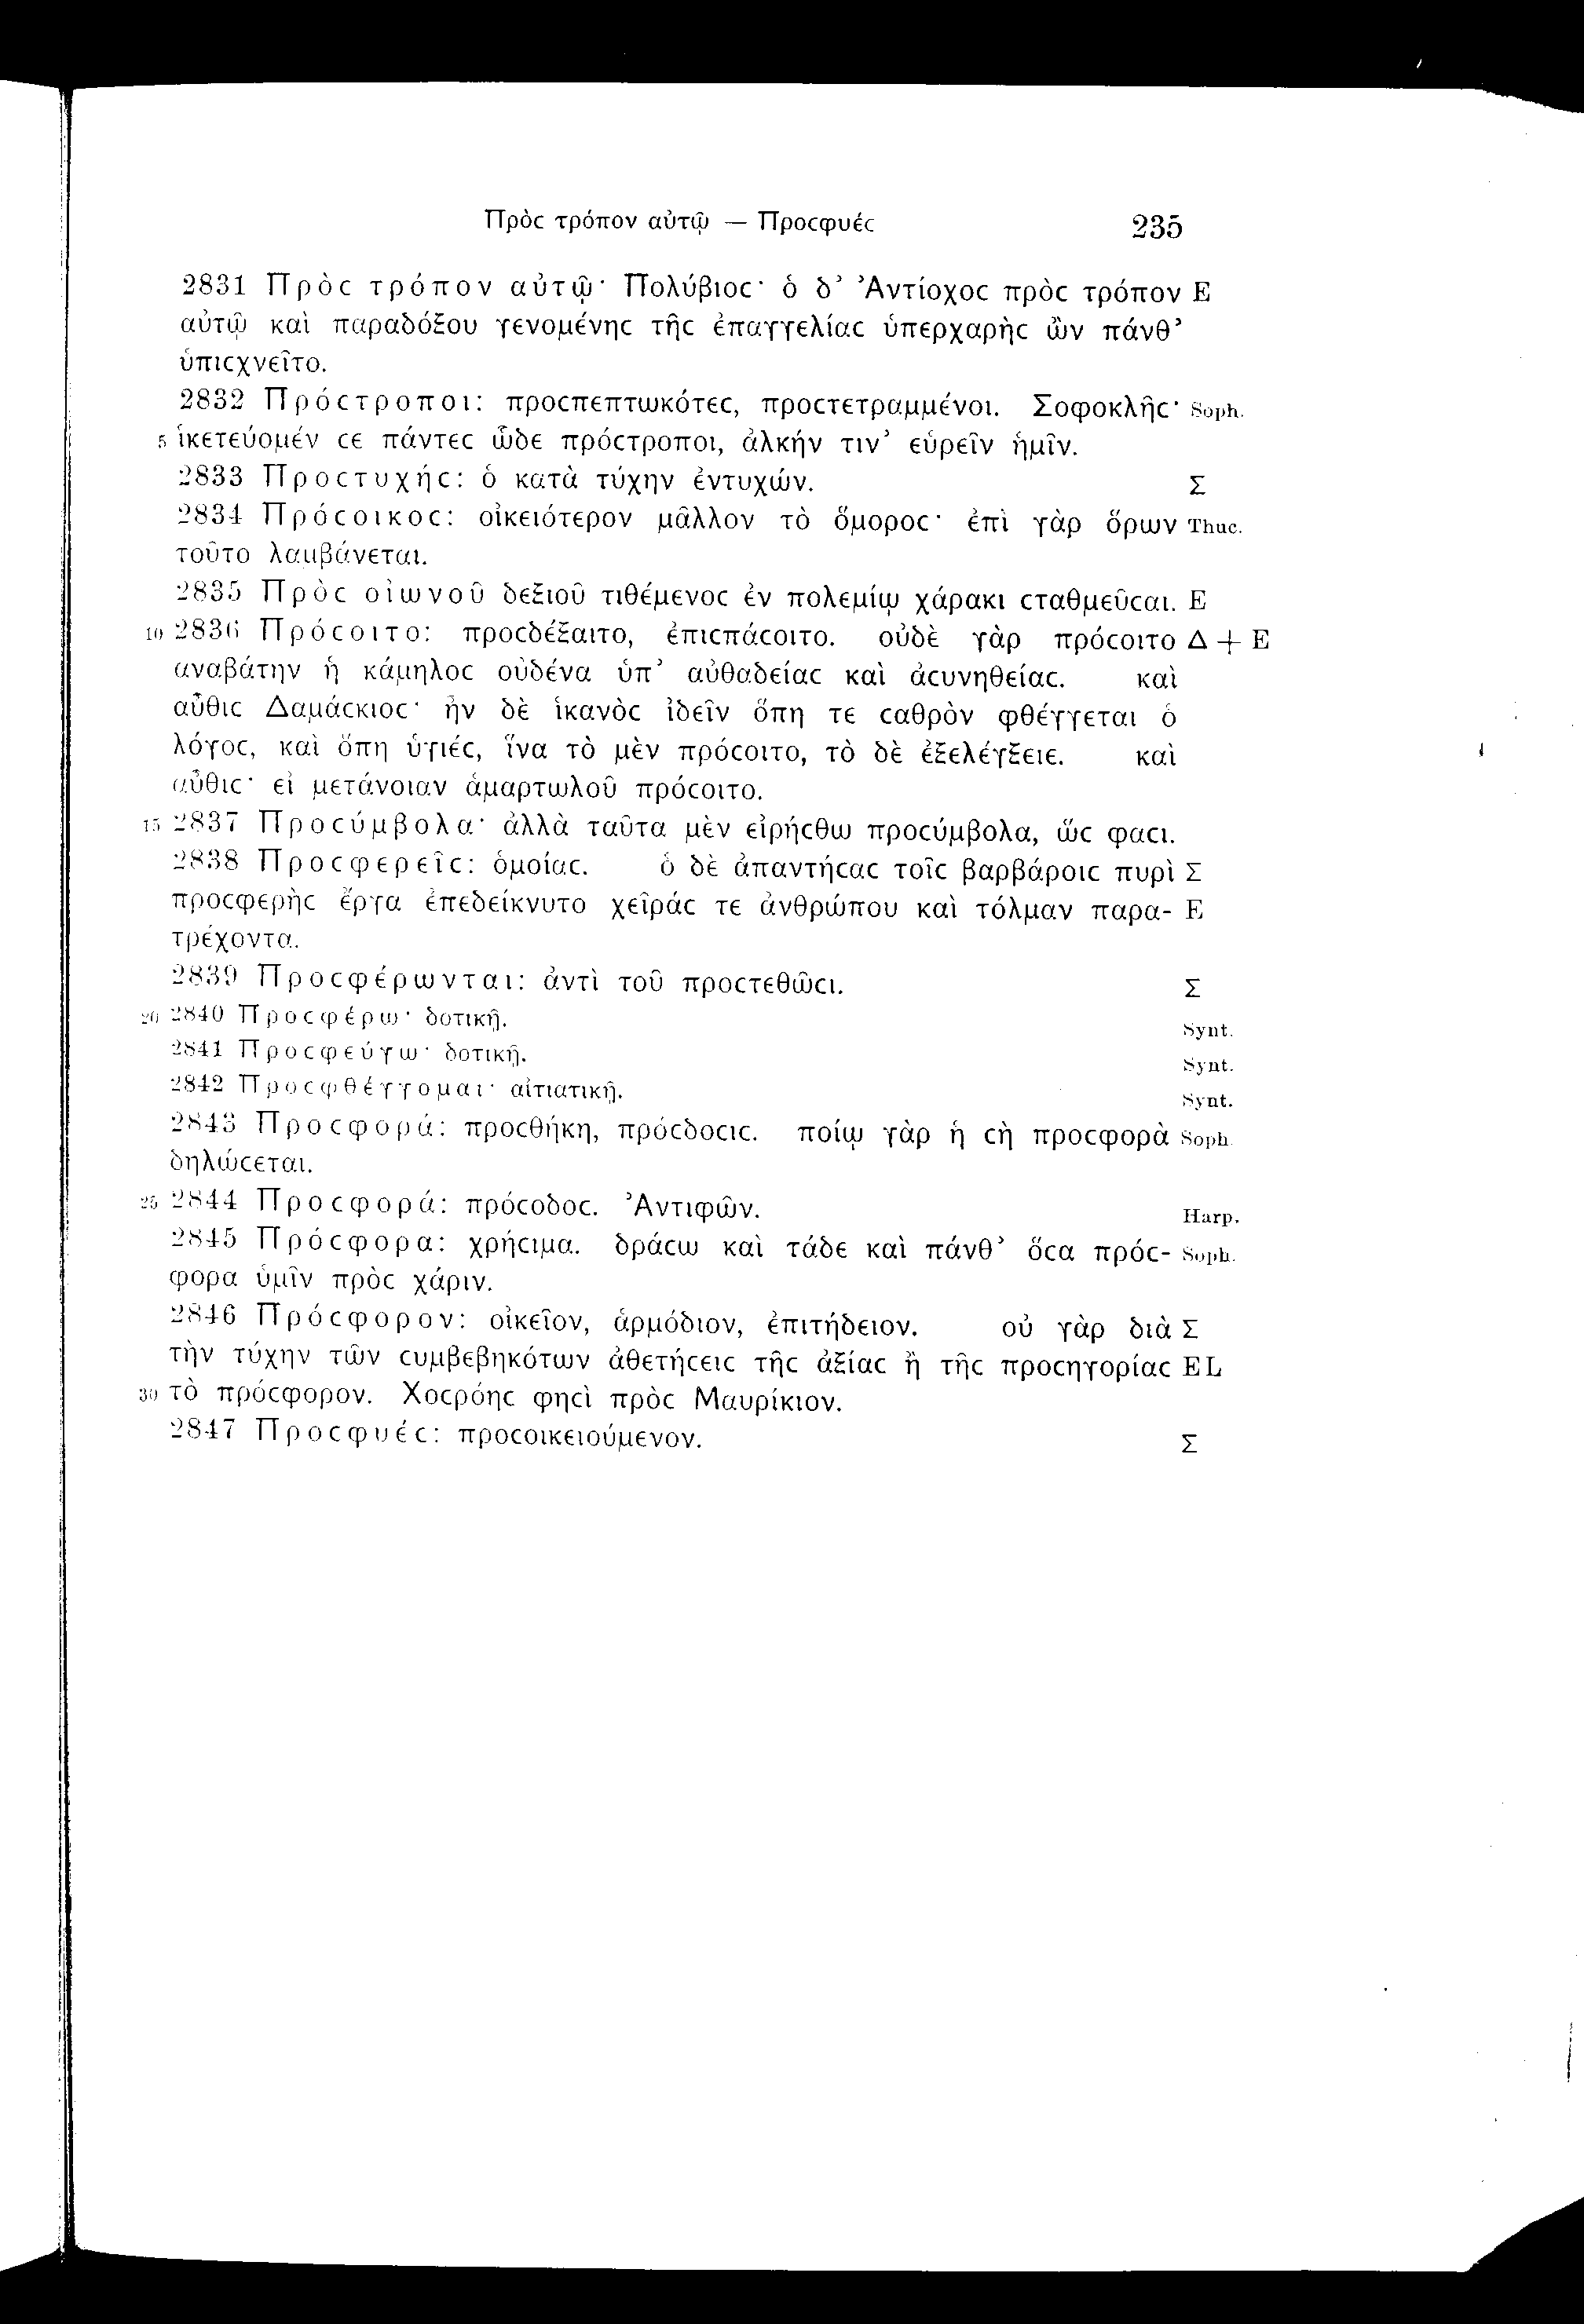 Πρὸϲ τρόπον αὐτῷ — Προϲφυέϲ 235
2831 Πρὸϲ τρόπον αὐτῷ· Πολύβιοϲ· ὁ δ’ Ἀντίοχοϲ πρὸϲ τρόπον E
αὐτῷ καὶ παραδόξου γενομένηϲ τῆϲ ἐπαγγελίαϲ ὑπερχαρὴϲ ὢν πάνθ’
ὑπιϲχνεῖτο.
2832 Πρόϲτροποι: προϲπεπτωκότεϲ, προϲτετραμμένοι. Σοφοκλῆϲ· Soph.
5 ἱκετεύομέν ϲε πάντεϲ ὧδε πρόϲτροποι, ἀλκήν τιν’ εὑρεῖν ἡμῖν.
2833 Προϲτυχήϲ: ὁ κατὰ τύχην ἐντυχών. Σ
2834 Πρόϲοικοϲ: οἰκειότερον μᾶλλον τὸ ὅμοροϲ· ἐπὶ γὰρ ὅρων Thuc.
τοῦτο λαμβάνεται.
2835 Πρὸϲ οἰωνοῦ δεξιοῦ τιθέμενοϲ ἐν πολεμίῳ χάρακι ϲταθμεῦϲαι. E
10 2836 Πρόϲοιτο: προϲδέξαιτο, ἐπιϲπάϲοιτο. οὐδὲ γὰρ πρόϲοιτο Δ + E
ἀναβάτην ἡ κάμηλοϲ οὐδένα ὑπ’ αὐθαδείαϲ καὶ ἀϲυνηθείαϲ. καὶ
αὖθιϲ Δαμάϲκιοϲ· ἦν δὲ ἱκανὸϲ ἰδεῖν ὅπη τε ϲαθρὸν φθέγγεται ὁ
λόγοϲ, καὶ ὅπη ὑγιέϲ, ἵνα τὸ μὲν πρόϲοιτο, τὸ δὲ ἐξελέγξειε. καὶ
αὖθιϲ· εἰ μετάνοιαν ἁμαρτωλοῦ πρόϲοιτο.
15 2837 Προϲύμβολα· ἀλλὰ ταῦτα μὲν εἰρήϲθω προϲύμβολα, ὥϲ φαϲι.
2838 Προϲφερεῖϲ: ὁμοίαϲ. ὁ δὲ ἀπαντήϲαϲ τοῖϲ βαρβάροιϲ πυρὶ Σ
προϲφερὴϲ ἔργα ἐπεδείκνυτο χεῖράϲ τε ἀνθρώπου καὶ τόλμαν παρα- E
τρέχοντα.
2839 Προϲφέρωνται: ἀντὶ τοῦ προϲτεθῶϲι. Σ
20 2840 Προϲφέρω· δοτικῇ. Synt.
2841 Προϲφεύγω· δοτικῇ. Synt.
2842 Προϲφθέγγομαι· αἰτιατικῇ. Synt.
2843 Προϲφορά: προϲθήκη, πρόϲδοϲιϲ. ποίῳ γὰρ ἡ ϲὴ προϲφορὰ Soph.
δηλώϲεται.
25 2844 Προϲφορά: πρόϲοδοϲ. Ἀντιφῶν. Harp.
2845 Πρόϲφορα: χρήϲιμα. δράϲω καὶ τάδε καὶ πάνθ’ ὅϲα πρόϲ- Soph.
φορα ὑμῖν πρὸϲ χάριν.
2846 Πρόϲφορον: οἰκεῖον, ἁρμόδιον, ἐπιτήδειον. οὐ γὰρ διὰ Σ
τὴν τύχην τῶν ϲυμβεβηκότων ἀθετήϲειϲ τῆϲ ἀξίαϲ ἢ τῆϲ προϲηγορίαϲ EL
30 τὸ πρόϲφορον. Χοϲρόηϲ φηϲὶ πρὸϲ Μαυρίκιον.
2847 Προϲφυέϲ: προϲοικειούμενον. Σ